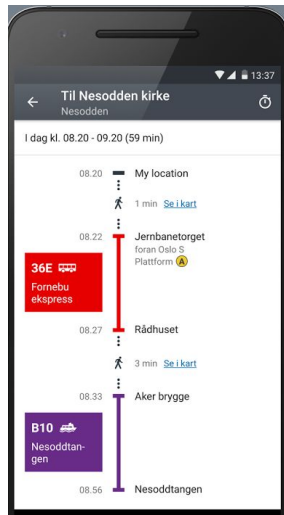 13:37
Til Nesodden kirke
Nesodden
I dag kl. 08.20 - 09.20 (59 min)
08.20 My location
1 min Se i kart
08.22 Jernbanetorget
foran Oslo S
Plattform A
36E
Fornebu
ekspress
08.27 Rådhuset
3 min Se i kart
08.33 Aker brygge
B10
Nesoddtan-
gen
08.56 Nesoddtangen